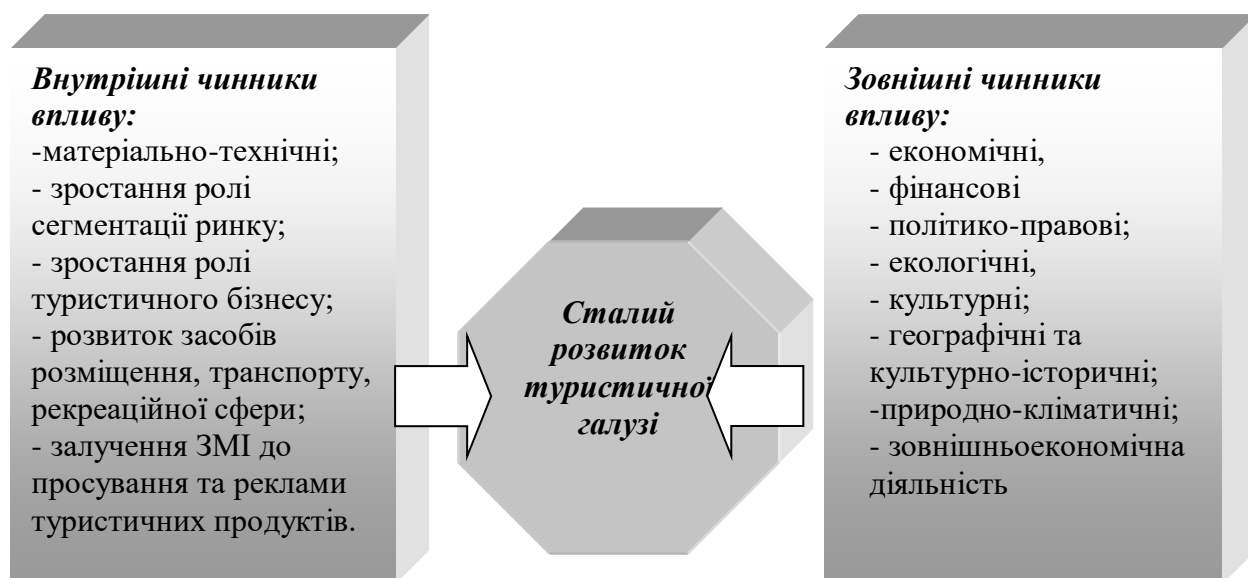 Внутрішні чинники
впливу:
-матеріально-технічні;
- зростання ролі
сегментації ринку;
- зростання ролі
туристичного бізнесу;
- розвиток засобів
розміщення, транспорту,
рекреаційної сфери;
- залучення ЗМІ до
просування та реклами
туристичних продуктів.
Сталий
розвиток
туристичної
галузі
Зовнішні чинники
впливу:
- економічні,
- фінансові
- політико-правові;
- екологічні,
- культурні;
- географічні та
культурно-історичні;
-природно-кліматичні;
- зовнішньоекономічна
діяльність